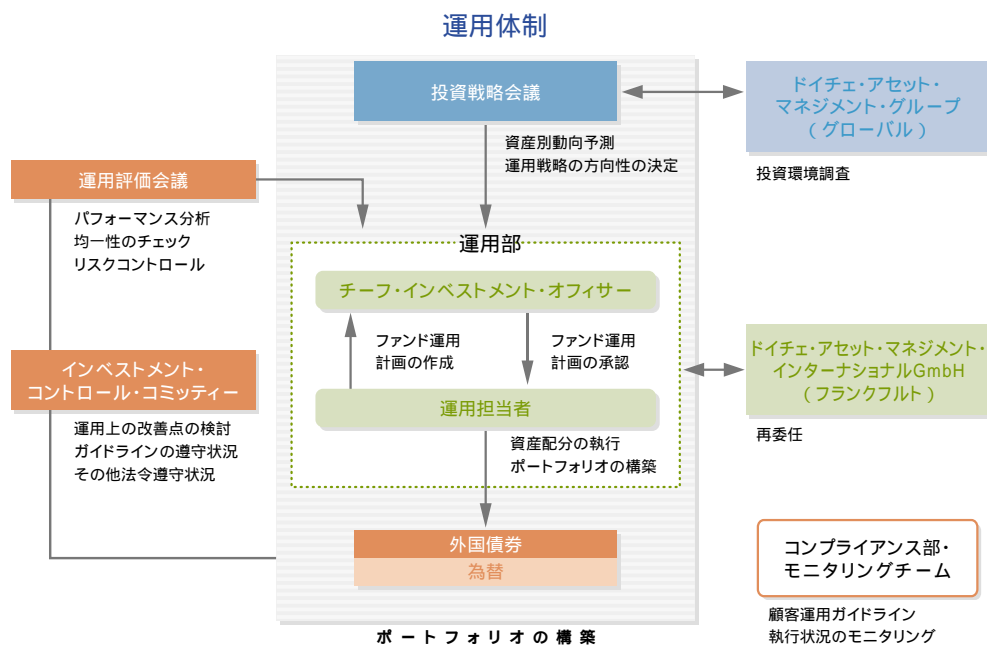 運用体制
投資戦略会議
ドイチェ・アセット・
マネジメント・グループ
(グローバル)
投資環境調査
資産別動向予測
運用戦略の方向性の決定
運用評価会議
パフォーマンス分析
均一性のチェック
リスクコントロール
運用部
チーフ・インベストメント・オフィサー
ファンド運用
計画の作成
ファンド運用
計画の承認
運用担当者
資産配分の執行
ポートフォリオの構築
インベストメント・
コントロール・コミッティー
運用上の改善点の検討
ガイドラインの遵守状況
その他法令遵守状況
ドイチェ・アセット・マネジメント・
インターナショナルGmbH
(フランクフルト)
再委任
外国債券
為替
ポートフォリオの構築
コンプライアンス部・
モニタリングチーム
顧客運用ガイドライン
執行状況のモニタリング